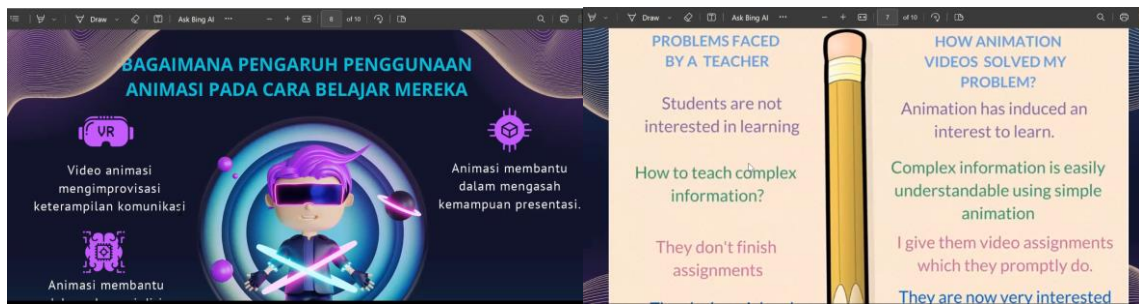 Draw
Ask Bing AI
6
of 10
BAGAIMANA PENGARUH PENGGUNAAN
ANIMASI PADA CARA BELAJAR MEREKA
VR
Video animasi
mengimprovisasi
keterampilan komunikasi
Animasi membantu
dalam mengasah
kemampuan presentasi.
Animasi membantu
Draw
Ask Bing AI
7
of 10
PROBLEMS FACED
BY A TEACHER
HOW ANIMATION
VIDEOS SOLVED MY
PROBLEM?
Students are not
interested in learning
Animation has induced an
interest to learn.
How to teach complex
information?
Complex information is easily
understandable using simple
animation
They don't finish
assignments
I give them video assignments
which they promptly do.
They are now very interested